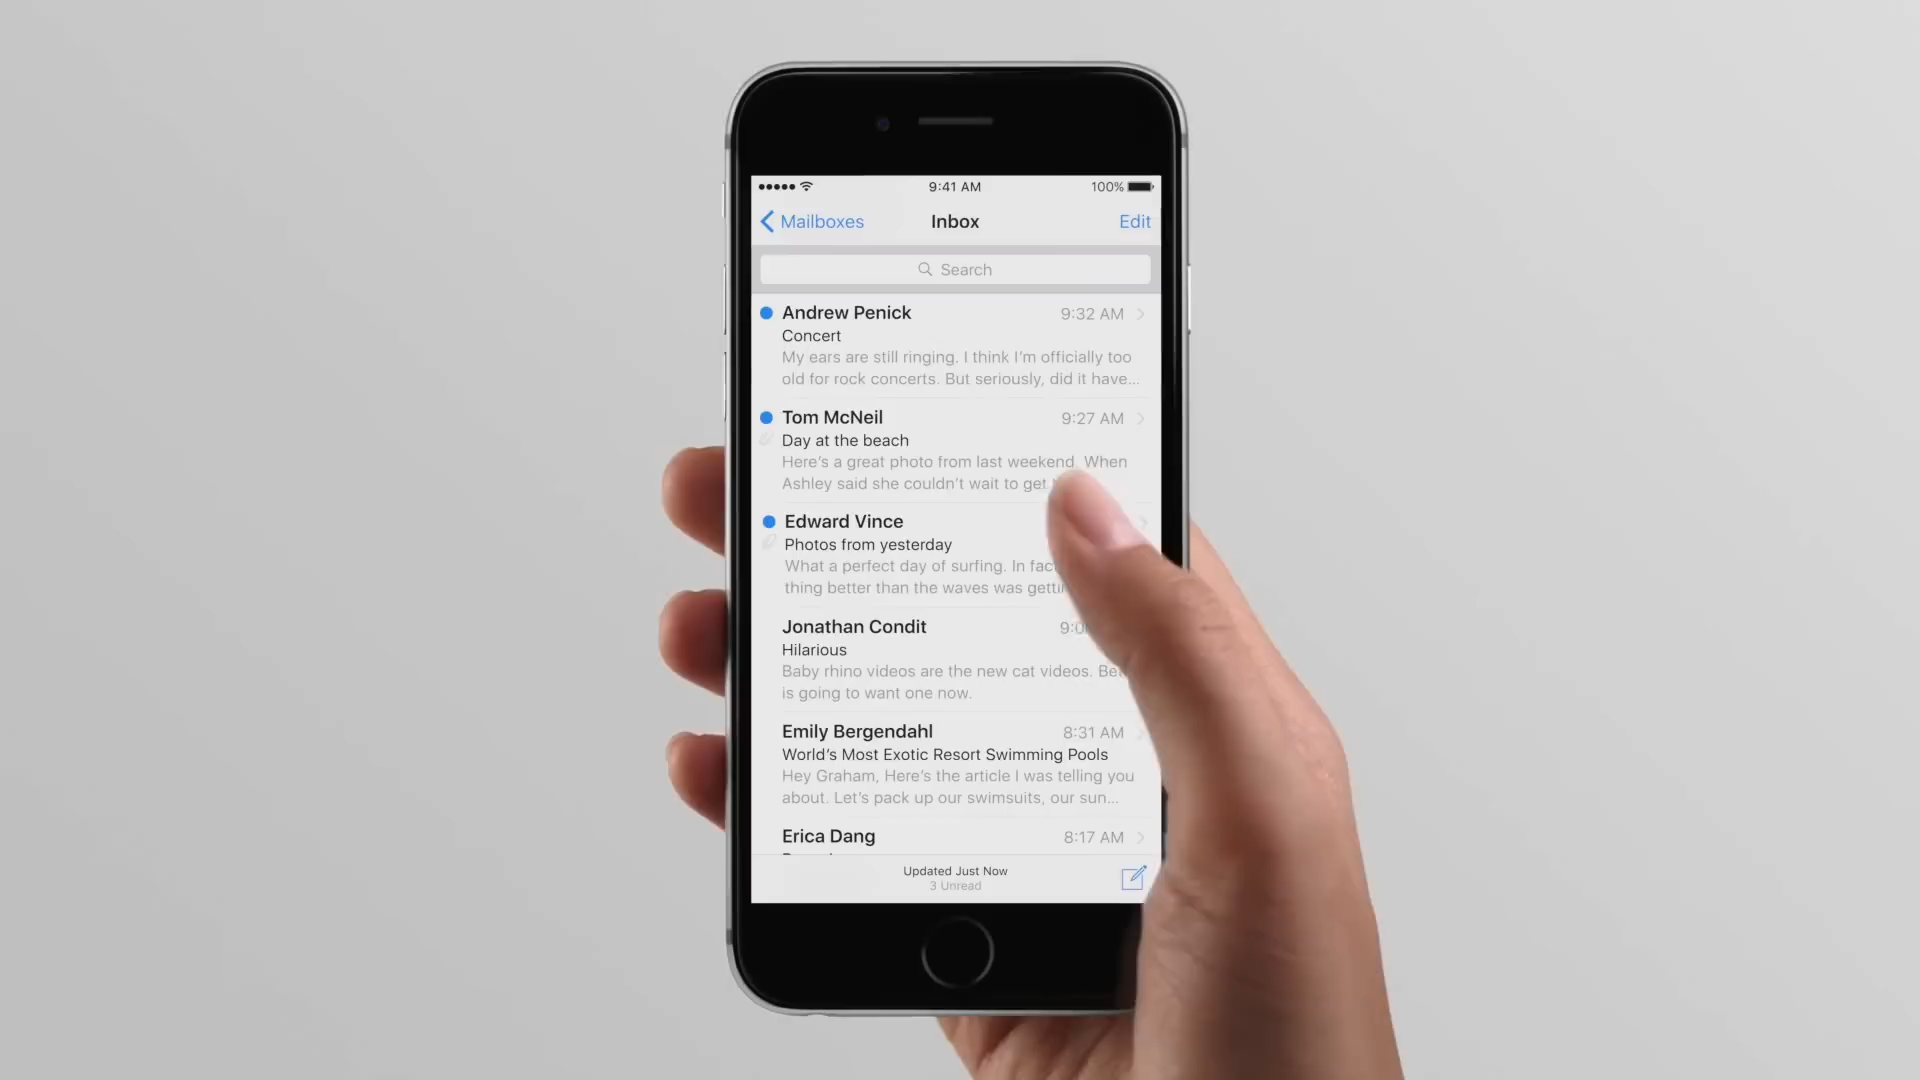 9:41 AM 100%
Mailboxes Inbox Edit
Search
Andrew Penick 9:32 AM
Concert
My ears are still ringing. I think I'm officially too
old for rock concerts. But seriously, did it have...
Tom McNeil 9:27 AM
Day at the beach
Here's a great photo from last weekend. When
Ashley said she couldn't wait to get
Edward Vince
Photos from yesterday
What a perfect day of surfing. In
thing better than the waves was
Jonathan Condit
Hilarious
Baby rhino videos are the new cat videos.
is going to want one now.
Emily Bergendahl 8:31 AM
World's Most Exotic Resort Swimming Pools
Hey Graham, Here's the article I was telling you
about. Let's pack up our swimsuits, our sun...
Erica Dang 8:17 AM
Updated Just Now
3 Unread